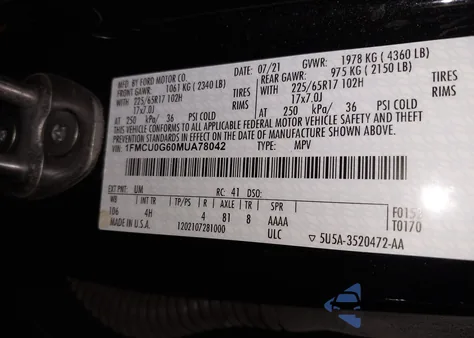 MFD. BY FORD MOTOR CO.
DATE: 07/21 GVWR: 1978 KG ( 4360 LB)
FRONT GAWR: 1061 KG ( 2340 LB) REAR GAWR: 975 KG ( 2150 LB)
WITH 225/65R17 102H TIRES WITH 225/65R17 102H TIRES
17x7.0J RIMS 17x7.0J RIMS
AT 250 kPa/ 36 PSI COLD AT 250 kPa/ 36 PSI COLD
THIS VEHICLE CONFORMS TO ALL APPLICABLE FEDERAL MOTOR VEHICLE SAFETY AND BUMPER
STANDARDS IN EFFECT ON THE DATE OF MANUFACTURE SHOWN ABOVE.
VIN: 1FMCU0G60MUA78042 TYPE: MPV
EXT PNT: UM RC: 41 DSO:
WB INT TR TP/PS R AXLE TR SPR
106 4H 4 81 8 AAAA
MADE IN U.S.A. 1202107281000 ULC
F0152
T0170
5U5A-3520472-AA